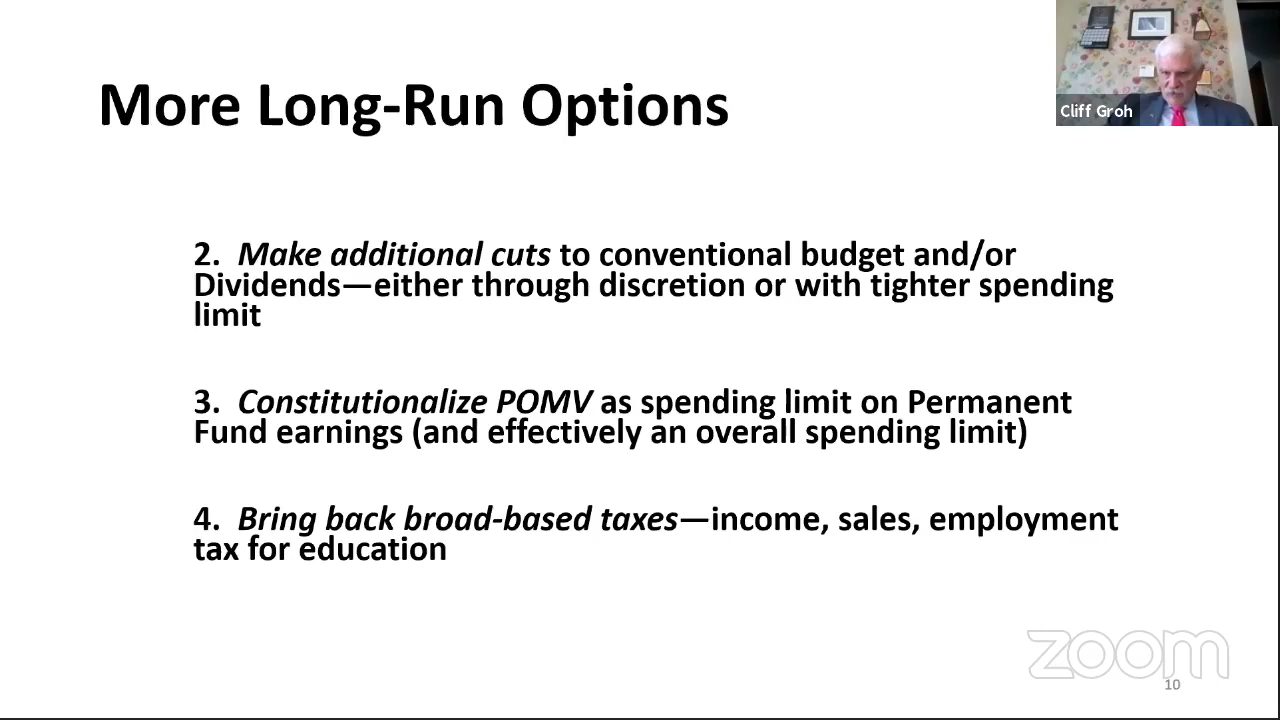 More Long-Run Options
Cliff Groh
2. Make additional cuts to conventional budget and/or
Dividends—either through discretion or with tighter spending
limit
3. Constitutionalize POMV as spending limit on Permanent
Fund earnings (and effectively an overall spending limit)
4. Bring back broad-based taxes—income, sales, employment
tax for education
zoom
10